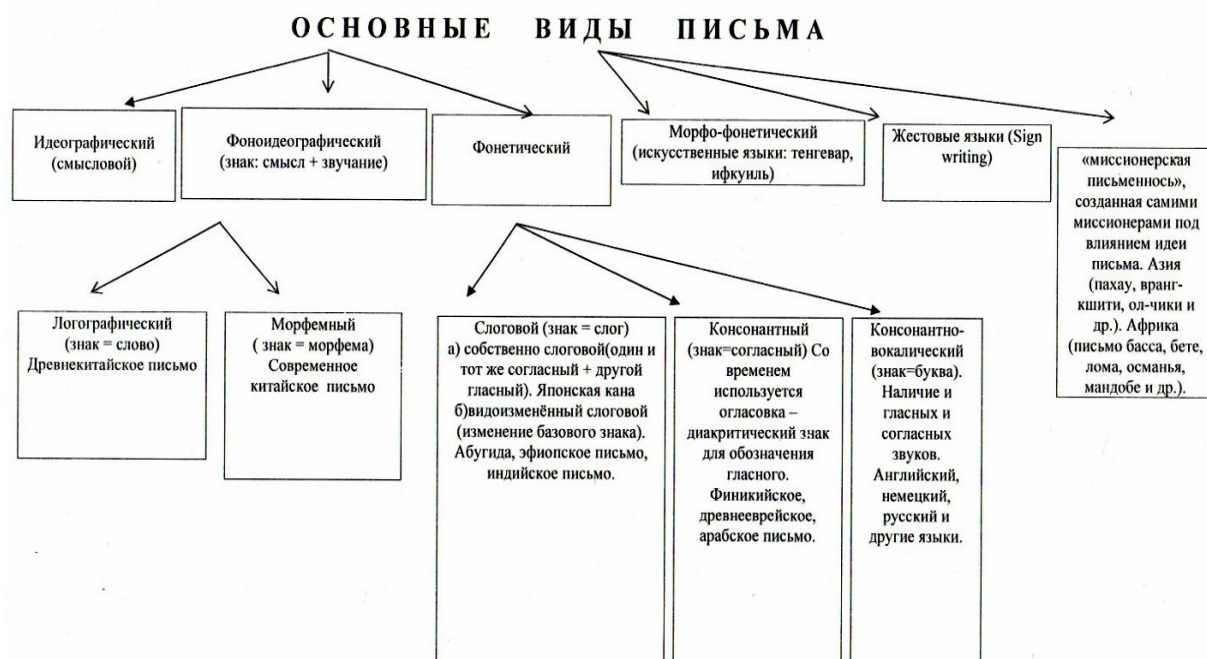 ОСНОВНЫЕ ВИДЫ ПИСЬМА
Идеографический
(смысловой)
Фоноидеографический
(знак: смысл + звучание)
Фонетический
Морфо-фонетический
(искусственные языки: тенгевар,
ифкуиль)
Жестовые языки (Sign
writing)
«миссионерская
письменнось»,
созданная самими
миссионерами под
влиянием идеи
письма. Азия
(пахау, вранг-
кшити, ол-чики и
др.). Африка
(письмо басса, бете,
лома, османья,
мандобе и др.).
Логографический
(знак = слово)
Древнекитайское письмо
Морфемный
( знак = морфема)
Современное
китайское письмо
Слоговой (знак = слог)
а) собственно слоговой(один и
тот же согласный + другой
гласный). Японская кана
б)видоизменённый слоговой
(изменение базового знака).
Абугида, эфиопское письмо,
индийское письмо.
Консонантный
(знак=согласный) Со
временем
используется
огласовка –
диакритический знак
для обозначения
гласного.
Финикийское,
древнееврейское,
арабское письмо.
Консонантно-
вокалический
(знак=буква).
Наличие и
гласных и
согласных
звуков.
Английский,
немецкий,
русский и
другие языки.